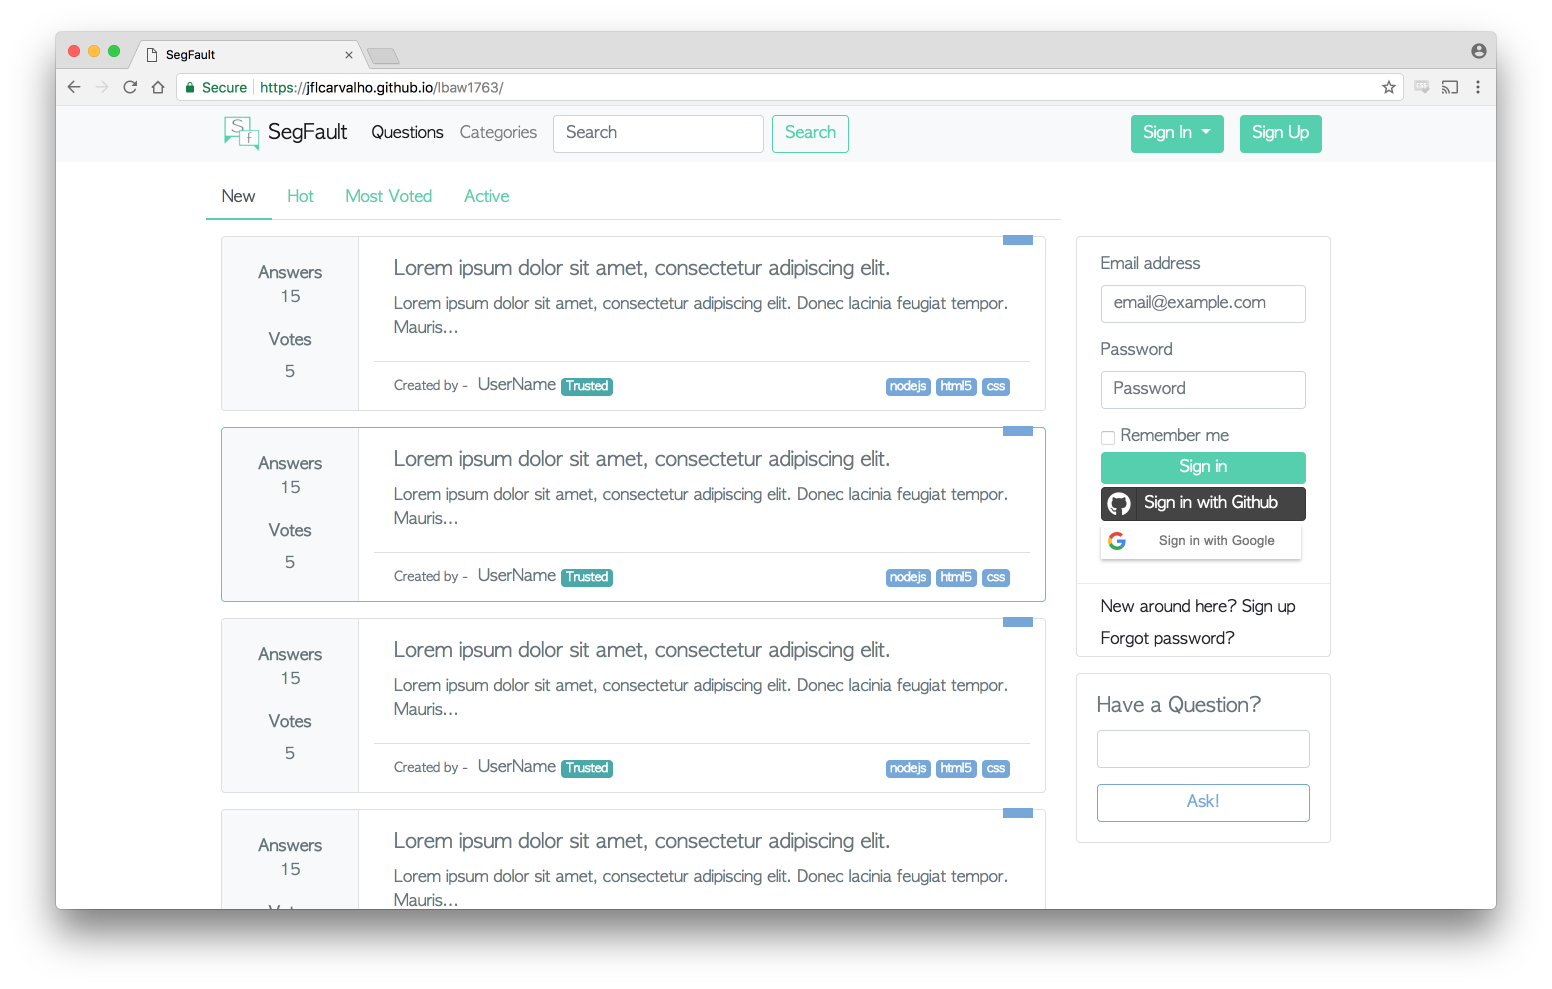 SegFault
Secure https://jflcarvalho.github.io/lbaw1763/
Sf SegFault Questions Categories Search Search Sign In Sign Up
New Hot Most Voted Active
Answers
15
Votes
5
Lorem ipsum dolor sit amet, consectetur adipiscing elit.
Lorem ipsum dolor sit amet, consectetur adipiscing elit. Donec lacinia feugiat tempor.
Mauris...
Created by - UserName Trusted nodejs html5 css
Answers
15
Votes
5
Lorem ipsum dolor sit amet, consectetur adipiscing elit.
Lorem ipsum dolor sit amet, consectetur adipiscing elit. Donec lacinia feugiat tempor.
Mauris...
Created by - UserName Trusted nodejs html5 css
Answers
15
Votes
5
Lorem ipsum dolor sit amet, consectetur adipiscing elit.
Lorem ipsum dolor sit amet, consectetur adipiscing elit. Donec lacinia feugiat tempor.
Mauris...
Created by - UserName Trusted nodejs html5 css
Answers
15
Lorem ipsum dolor sit amet, consectetur adipiscing elit.
Lorem ipsum dolor sit amet, consectetur adipiscing elit. Donec lacinia feugiat tempor.
Mauris...
Email address
email@example.com
Password
Password
Remember me
Sign in
Sign in with Github
Sign in with Google
New around here? Sign up
Forgot password?
Have a Question?
Ask!